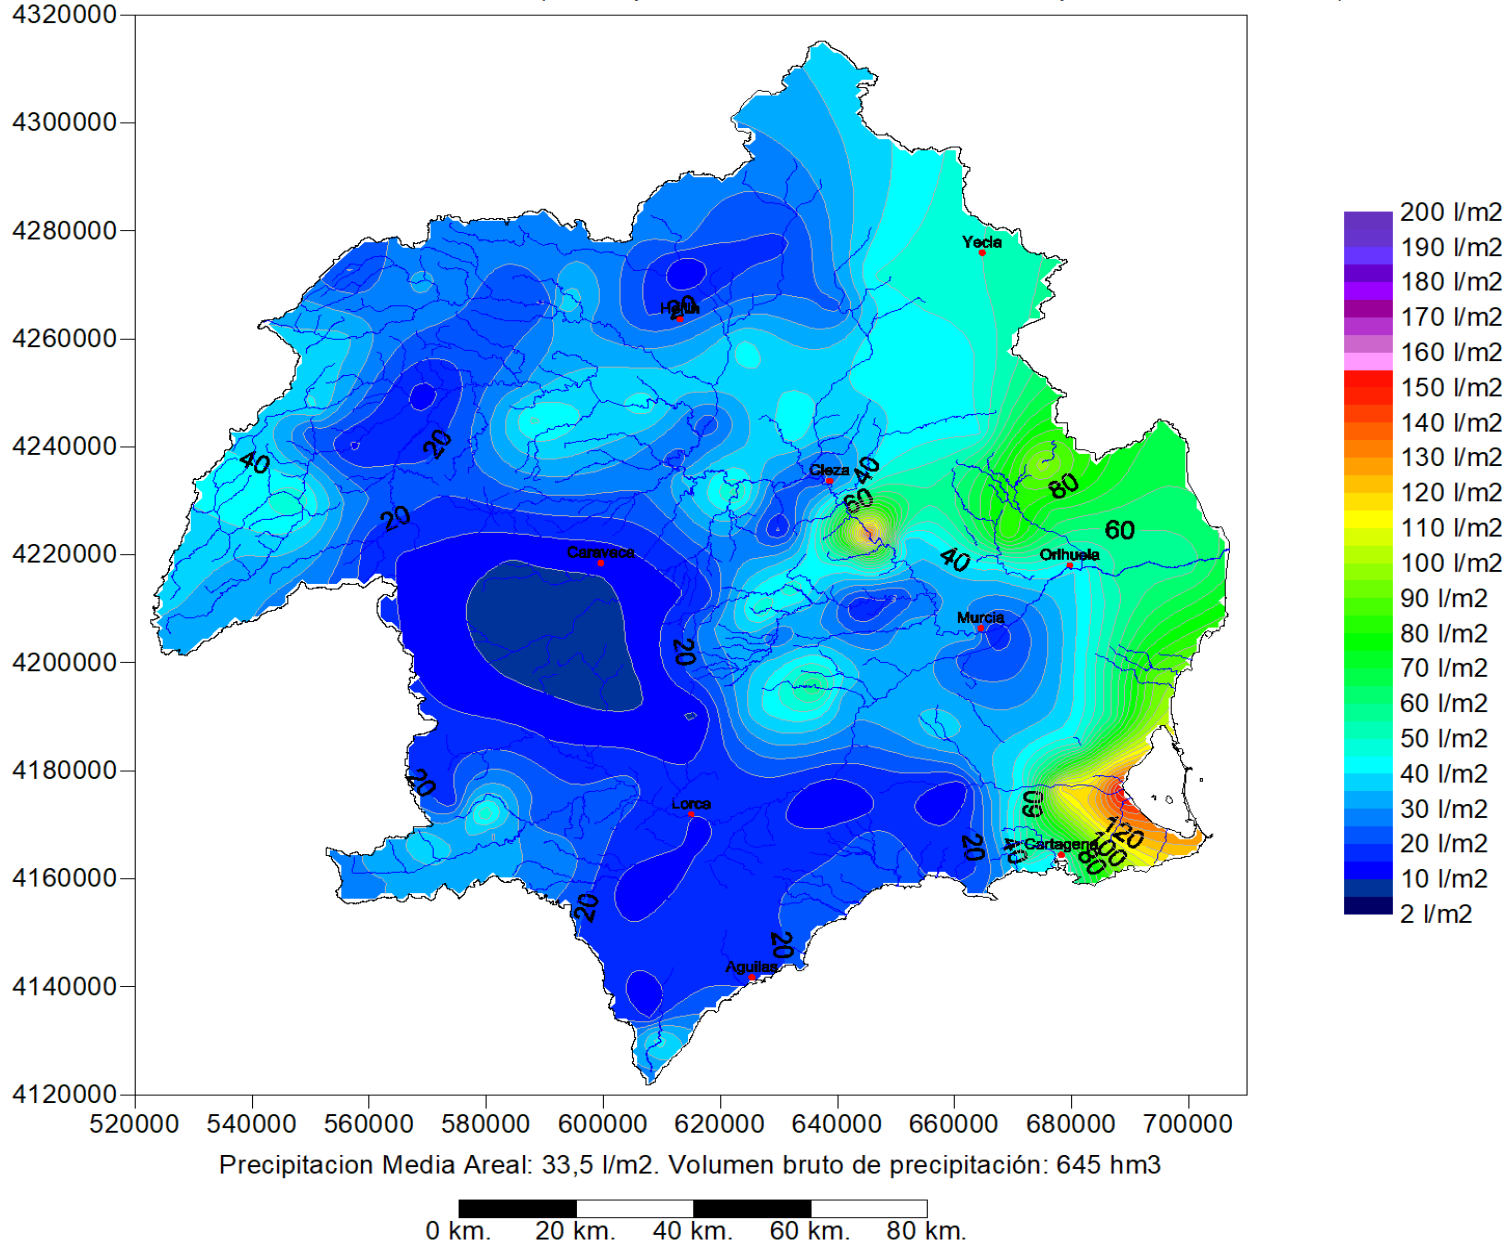 4320000
4300000
4280000
4260000
4240000
4220000
4200000
4180000
4160000
4140000
4120000
520000 540000 560000 580000 600000 620000 640000 660000 680000 700000
Yecla
20
40
20
Cieza
40
60
80
20
60
Caravaca
40
Orihuela
Murcia
20
20
Lorca
60
120
20
40
Cartagena
100
80
20
20
Aguilas
200 l/m2
190 l/m2
180 l/m2
170 l/m2
160 l/m2
150 l/m2
140 l/m2
130 l/m2
120 l/m2
110 l/m2
100 l/m2
90 l/m2
80 l/m2
70 l/m2
60 l/m2
50 l/m2
40 l/m2
30 l/m2
20 l/m2
10 l/m2
2 l/m2
Precipitacion Media Areal: 33,5 l/m2. Volumen bruto de precipitación: 645 hm3
0 km. 20 km. 40 km. 60 km. 80 km.